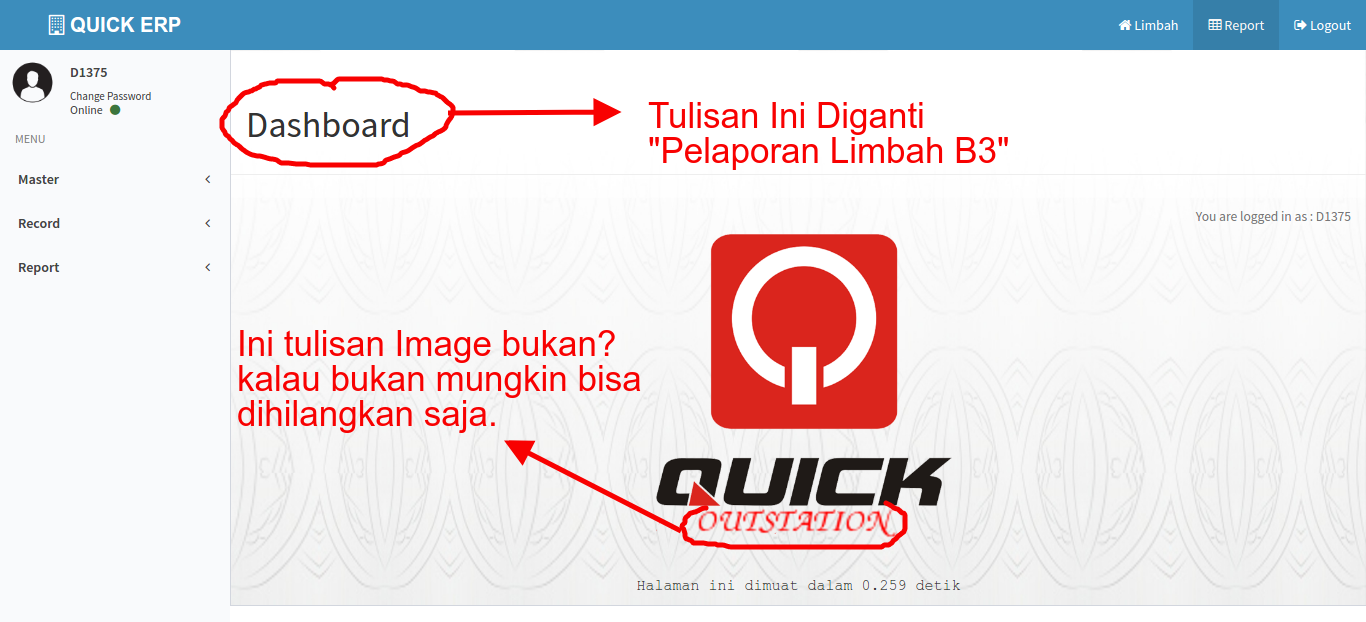 QUICK ERP
Limbah
Report
Logout
D1375
Change Password
Online
MENU
Master
Record
Report
Dashboard
Tulisan Ini Diganti
"Pelaporan Limbah B3"
You are logged in as : D1375
Ini tulisan Image bukan?
kalau bukan mungkin bisa
dihilangkan saja.
QUICK
OUTSTATION
Halaman ini dimuat dalam 0.259 detik